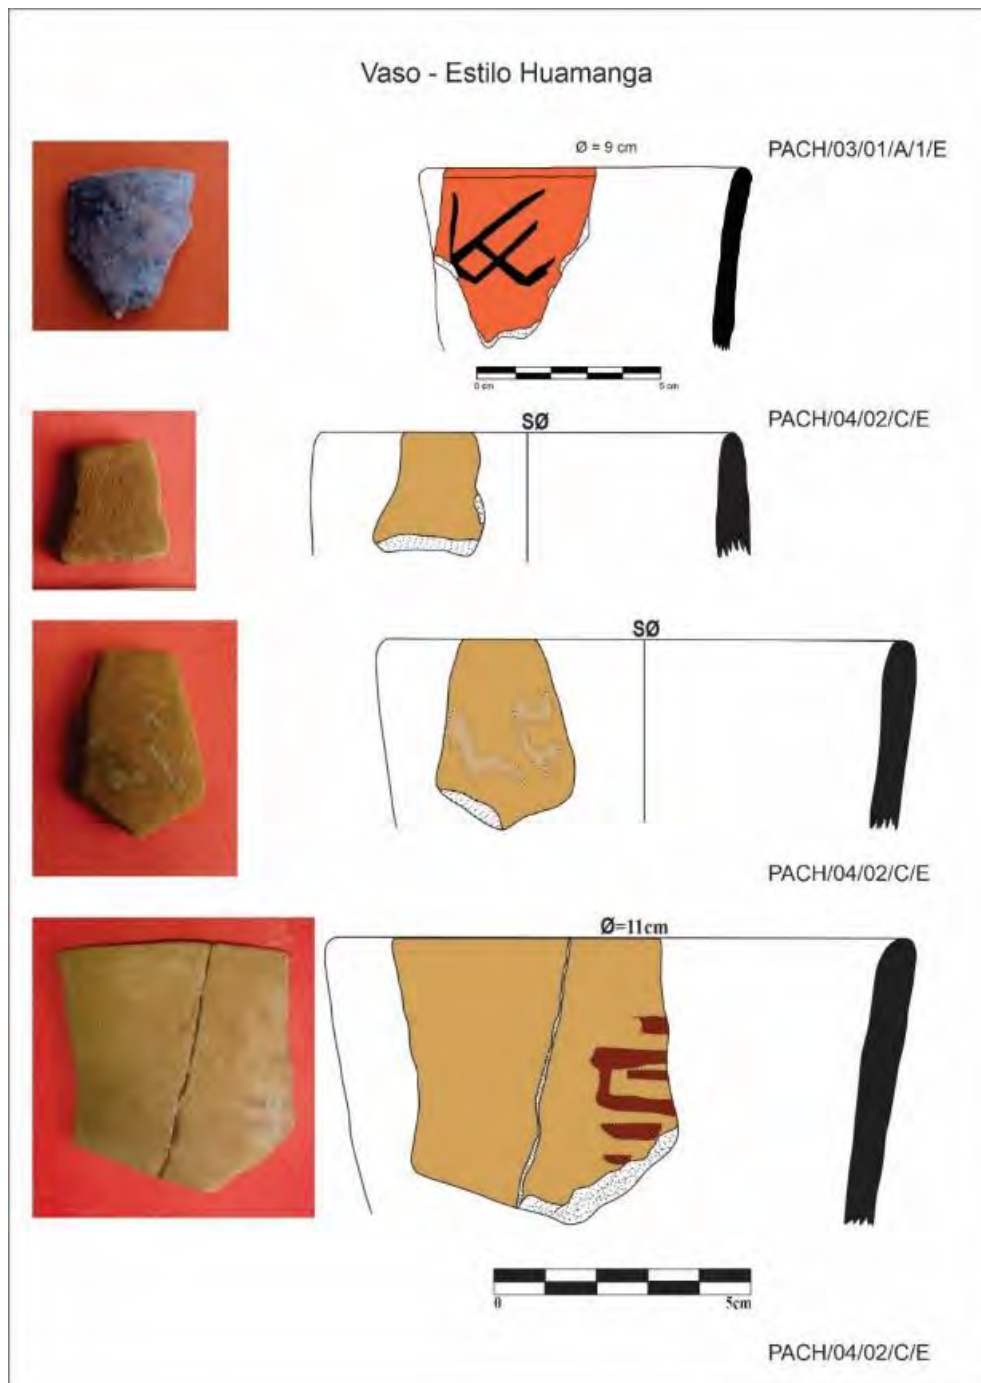 Vaso - Estilo Huamanga
Ø = 9 cm
PACH/03/01/A/1/E
0 cm 5 cm
SØ
PACH/04/02/C/E
SØ
PACH/04/02/C/E
Ø=11cm
0 5cm
PACH/04/02/C/E